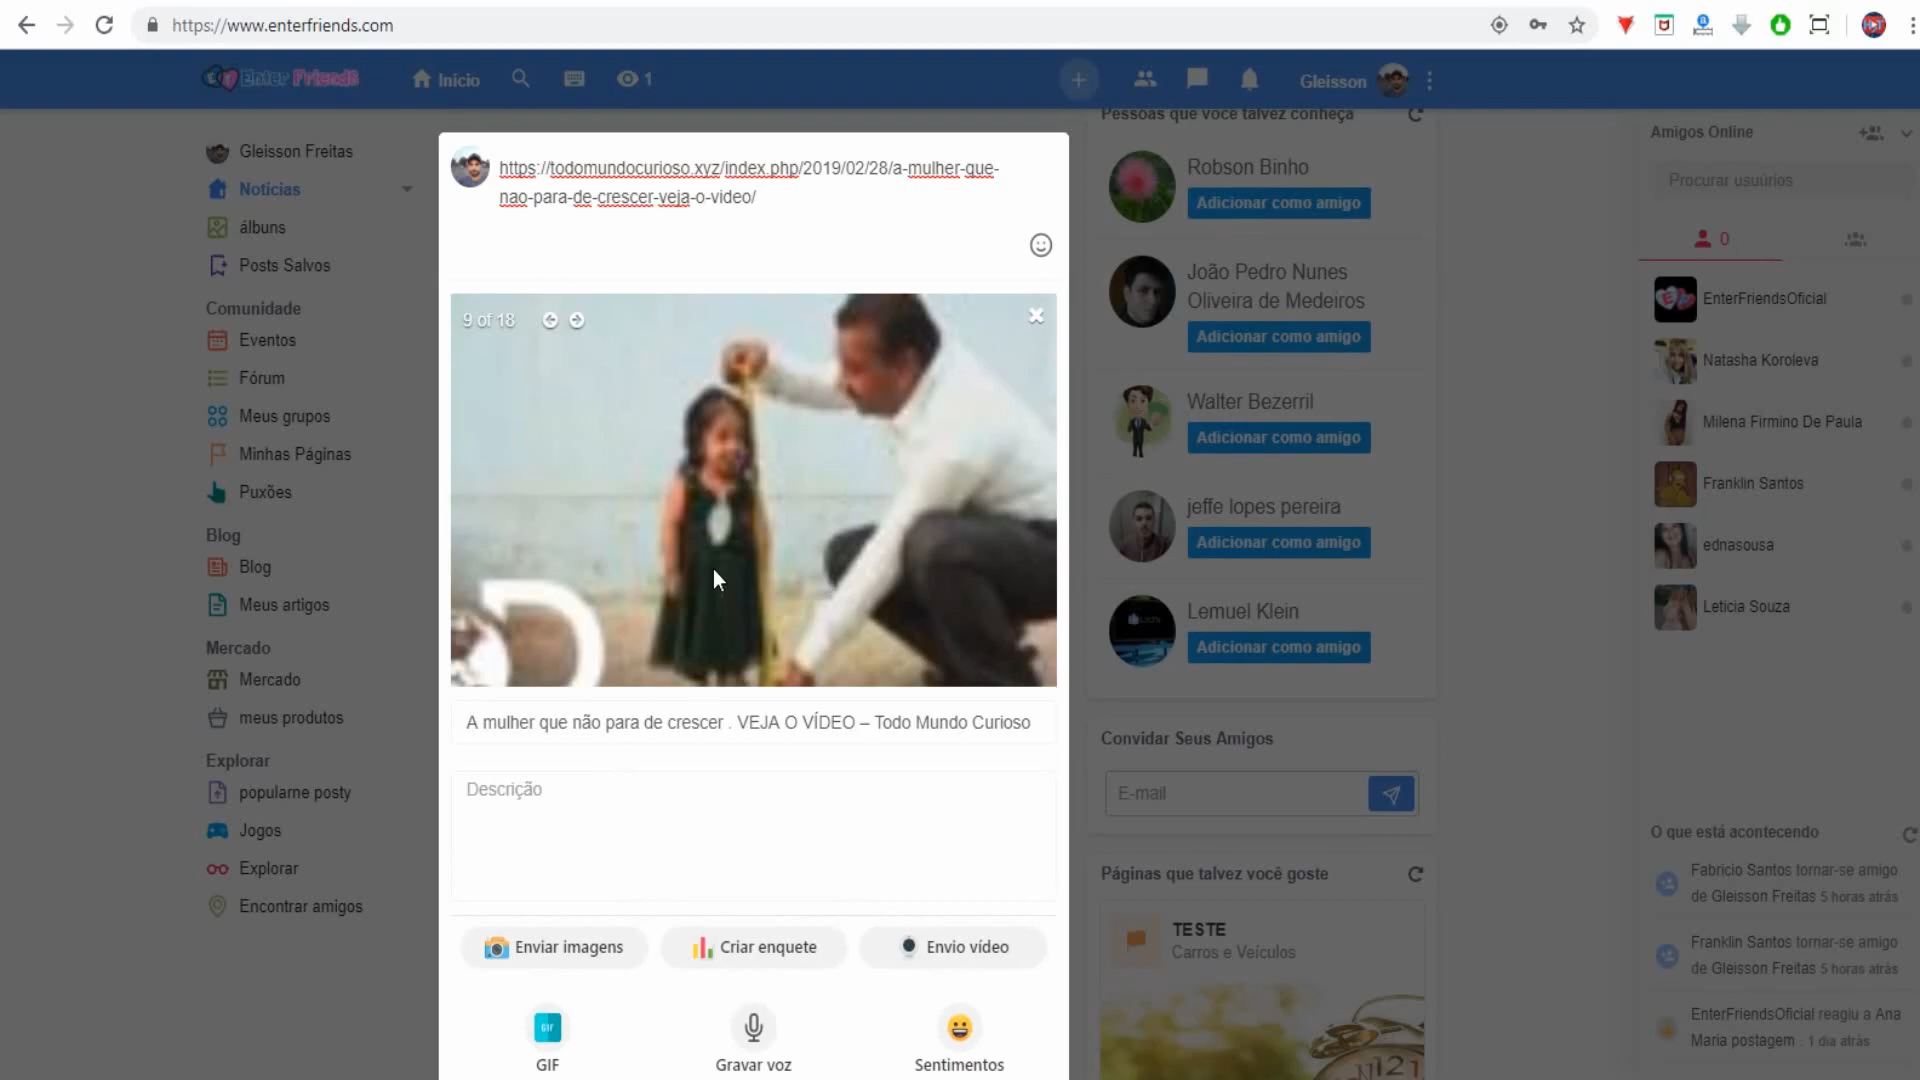 https://www.enterfriends.com
Enter Friends
Início
1
Gleisson
Gleisson Freitas
Notícias
álbuns
Posts Salvos
Comunidade
Eventos
Fórum
Meus grupos
Minhas Páginas
Puxões
Blog
Blog
Meus artigos
Mercado
Mercado
meus produtos
Explorar
popularne posty
Jogos
Explorar
Encontrar amigos
https://todomundocurioso.xyz/index.php/2019/02/28/a-mulher-que-
nao-para-de-crescer-veja-o-video/
9 of 18
A mulher que não para de crescer . VEJA O VÍDEO – Todo Mundo Curioso
Descrição
Enviar imagens
Criar enquete
Envio vídeo
GIF
GIF
Gravar voz
Sentimentos
Pessoas que você talvez conheça
Robson Binho
Adicionar como amigo
João Pedro Nunes
Oliveira de Medeiros
Adicionar como amigo
Walter Bezerril
Adicionar como amigo
jeffe lopes pereira
Adicionar como amigo
Lemuel Klein
Adicionar como amigo
Convidar Seus Amigos
E-mail
Páginas que talvez você goste
TESTE
Carros e Veículos
Amigos Online
Procurar usuúrios
0
EnterFriendsOficial
Natasha Koroleva
Milena Firmino De Paula
Franklin Santos
ednasousa
Leticia Souza
O que está acontecendo
Fabricio Santos tornar-se amigo
de Gleisson Freitas 5 horas atrás
Franklin Santos tornar-se amigo
de Gleisson Freitas 5 horas atrás
EnterFriendsOficial reagiu a Ana
Maria postagem . 1 dia atrás